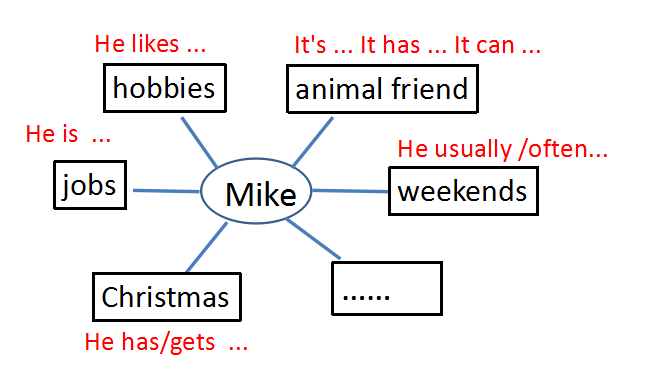 He likes ...
It's ... It has ... It can ...
hobbies
animal friend
He is ...
He usually /often...
jobs
Mike
weekends
Christmas
......
He has/gets ...